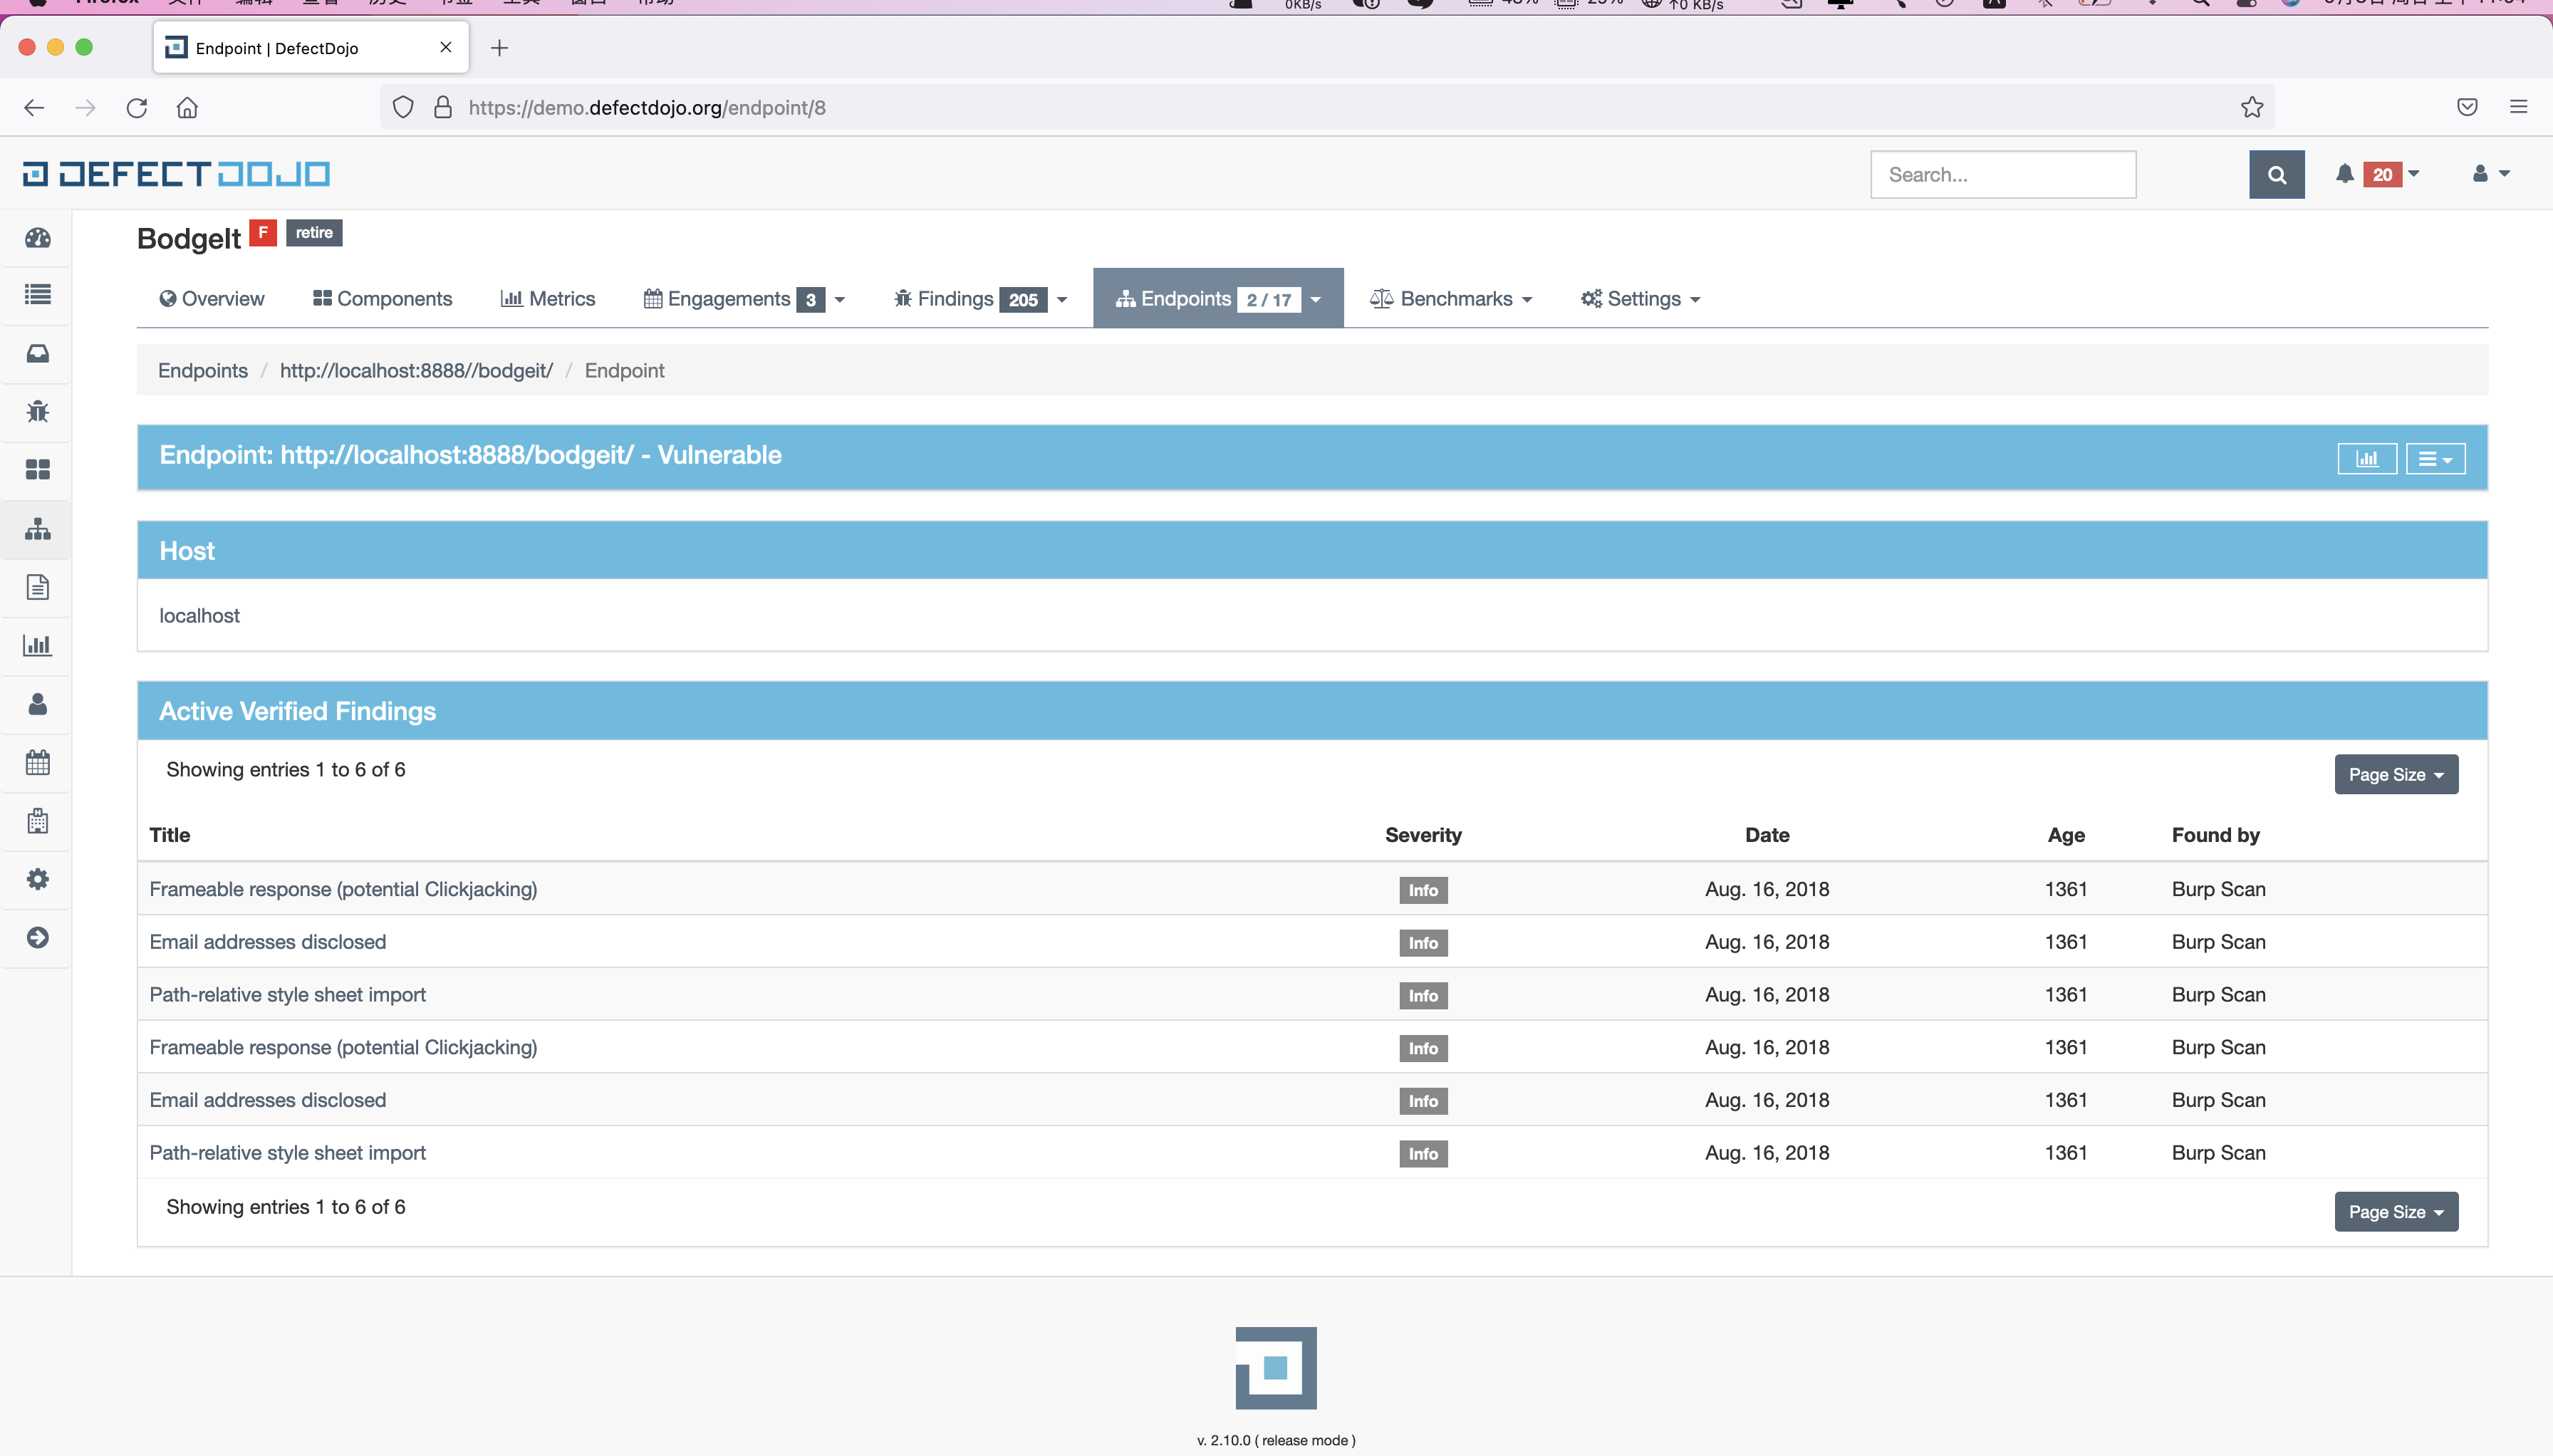 Endpoint | DefectDojo
https://demo.defectdojo.org/endpoint/8
DEFECTDOJO
Search...
20
BodgeIt F retire
Overview Components Metrics Engagements 3 Findings 205 Endpoints 2 / 17 Benchmarks Settings
Endpoints / http://localhost:8888//bodgeit/ / Endpoint
Endpoint: http://localhost:8888/bodgeit/ - Vulnerable
Host
localhost
Active Verified Findings
Showing entries 1 to 6 of 6 Page Size
Title Severity Date Age Found by
Frameable response (potential Clickjacking) Info Aug. 16, 2018 1361 Burp Scan
Email addresses disclosed Info Aug. 16, 2018 1361 Burp Scan
Path-relative style sheet import Info Aug. 16, 2018 1361 Burp Scan
Frameable response (potential Clickjacking) Info Aug. 16, 2018 1361 Burp Scan
Email addresses disclosed Info Aug. 16, 2018 1361 Burp Scan
Path-relative style sheet import Info Aug. 16, 2018 1361 Burp Scan
Showing entries 1 to 6 of 6 Page Size
v. 2.10.0 ( release mode )